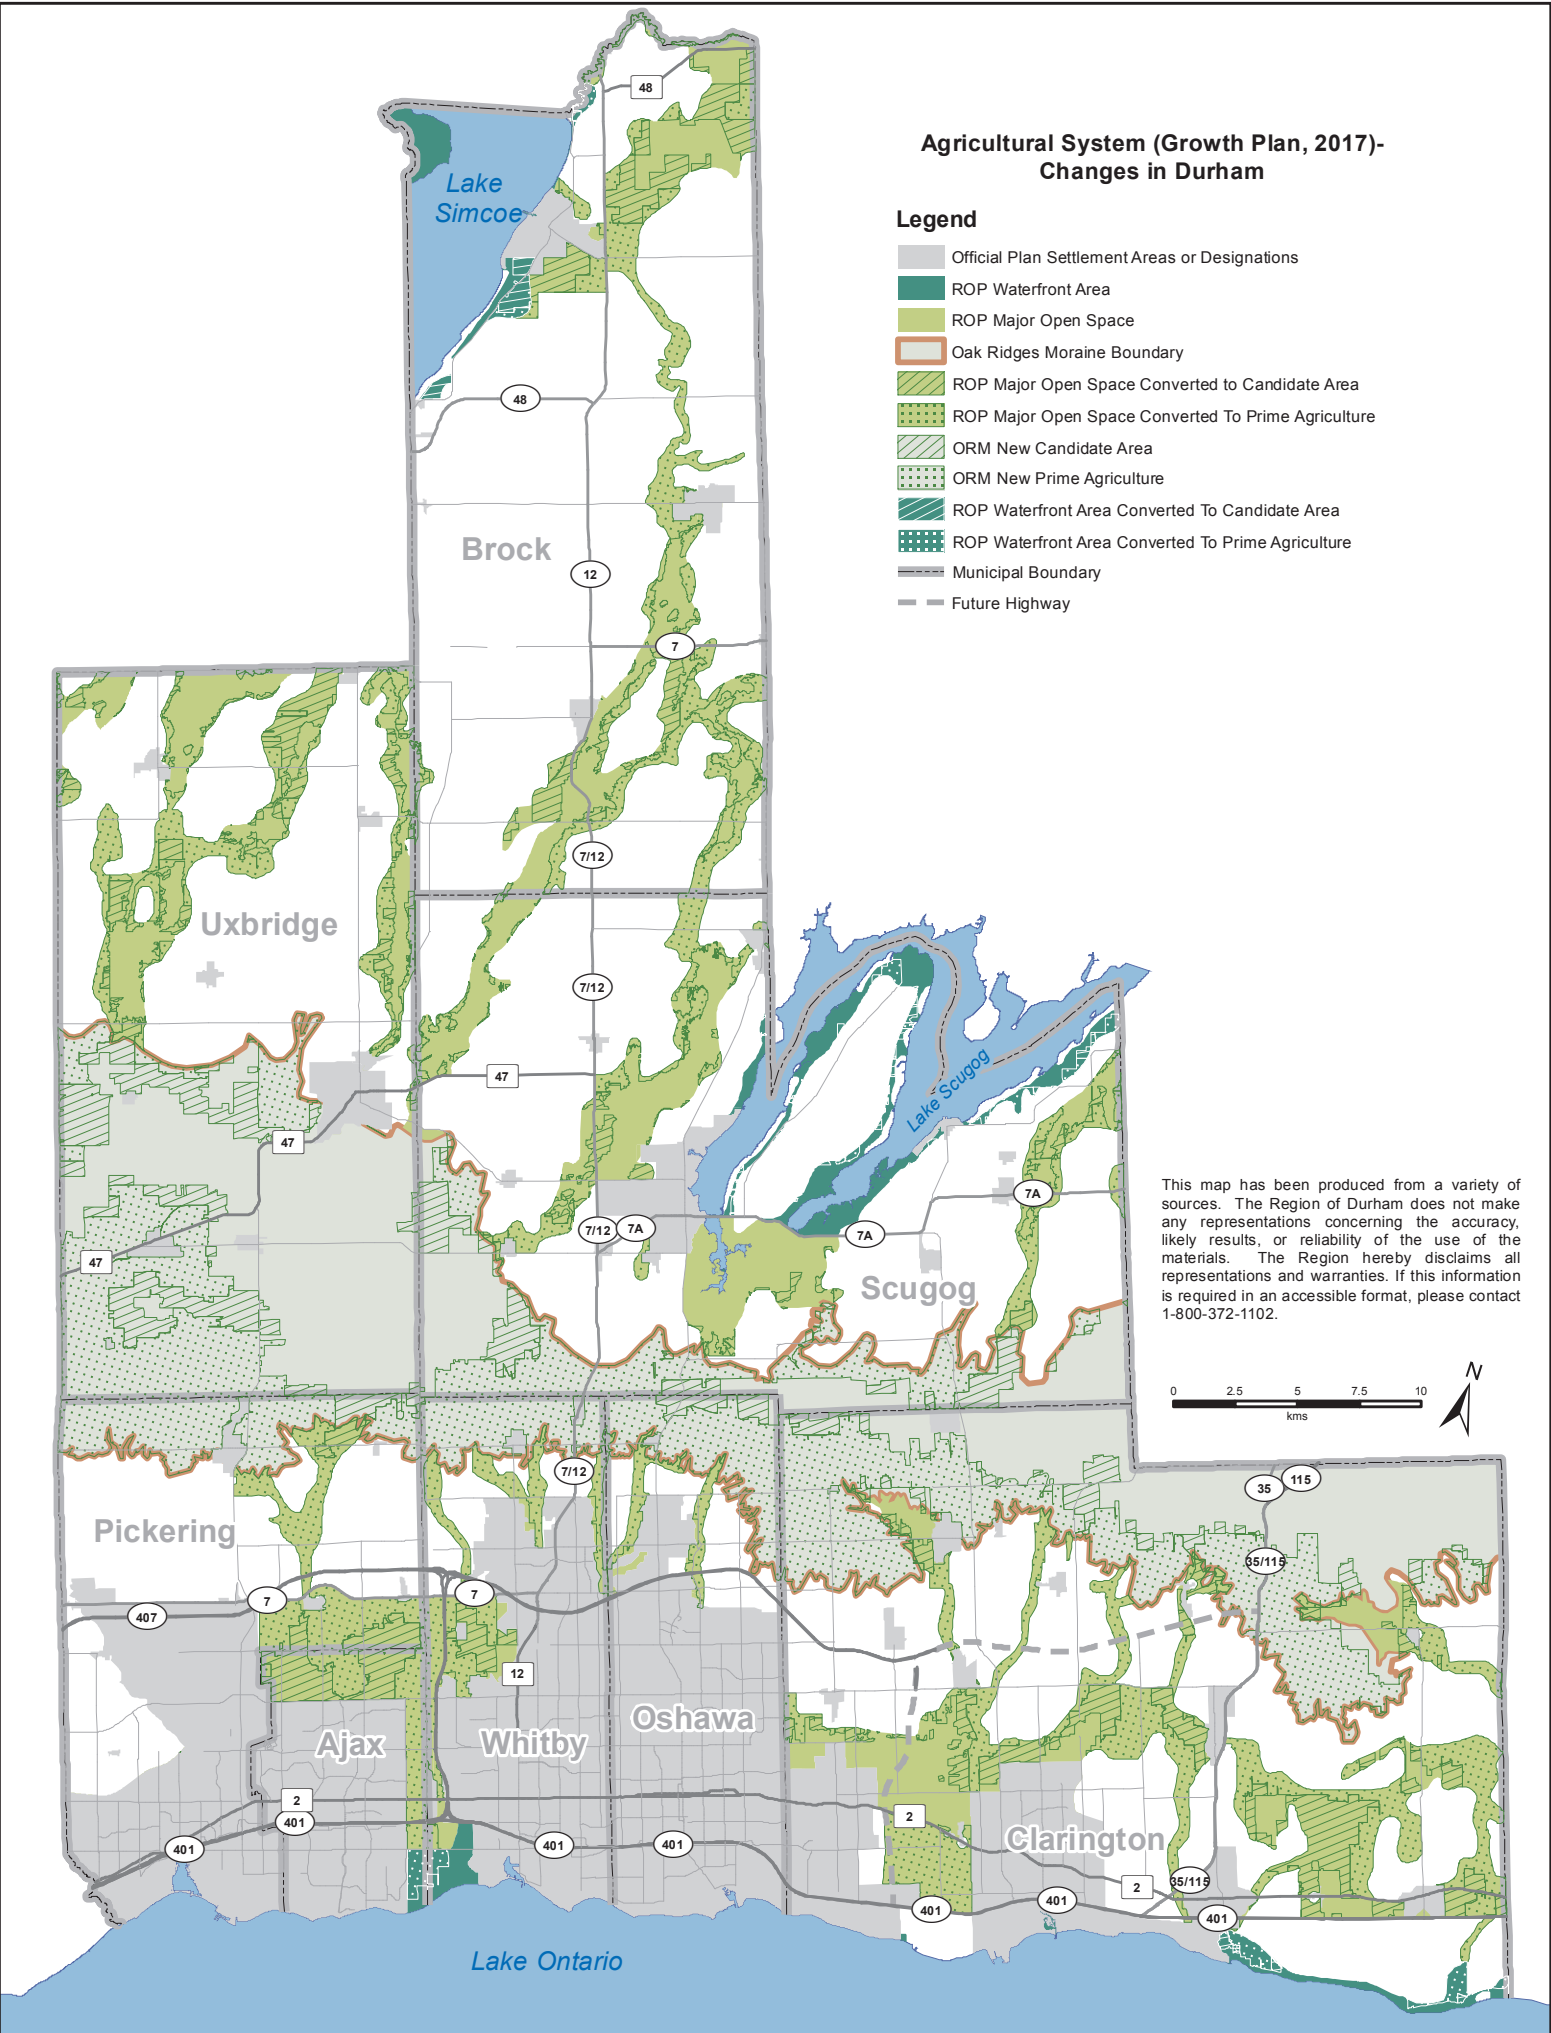 Agricultural System (Growth Plan, 2017)-
Changes in Durham
Legend
Official Plan Settlement Areas or Designations
ROP Waterfront Area
ROP Major Open Space
Oak Ridges Moraine Boundary
ROP Major Open Space Converted to Candidate Area
ROP Major Open Space Converted To Prime Agriculture
ORM New Candidate Area
ORM New Prime Agriculture
ROP Waterfront Area Converted To Candidate Area
ROP Waterfront Area Converted To Prime Agriculture
Municipal Boundary
Future Highway
48
Lake
Simcoe
48
Brock
12
7
7/12
Uxbridge
7/12
47
Lake Scugog
47
7A
7/12
7A
7A
47
Scugog
This map has been produced from a variety of
sources. The Region of Durham does not make
any representations concerning the accuracy,
likely results, or reliability of the use of the
materials. The Region hereby disclaims all
representations and warranties. If this information
is required in an accessible format, please contact
1-800-372-1102.
N
0 2.5 5 7.5 10
kms
7/12
115
35
Pickering
35/115
7
7
407
12
Oshawa
Ajax
Whitby
2
2
401
Clarington
401
401
401
35/115
2
401
401
401
Lake Ontario